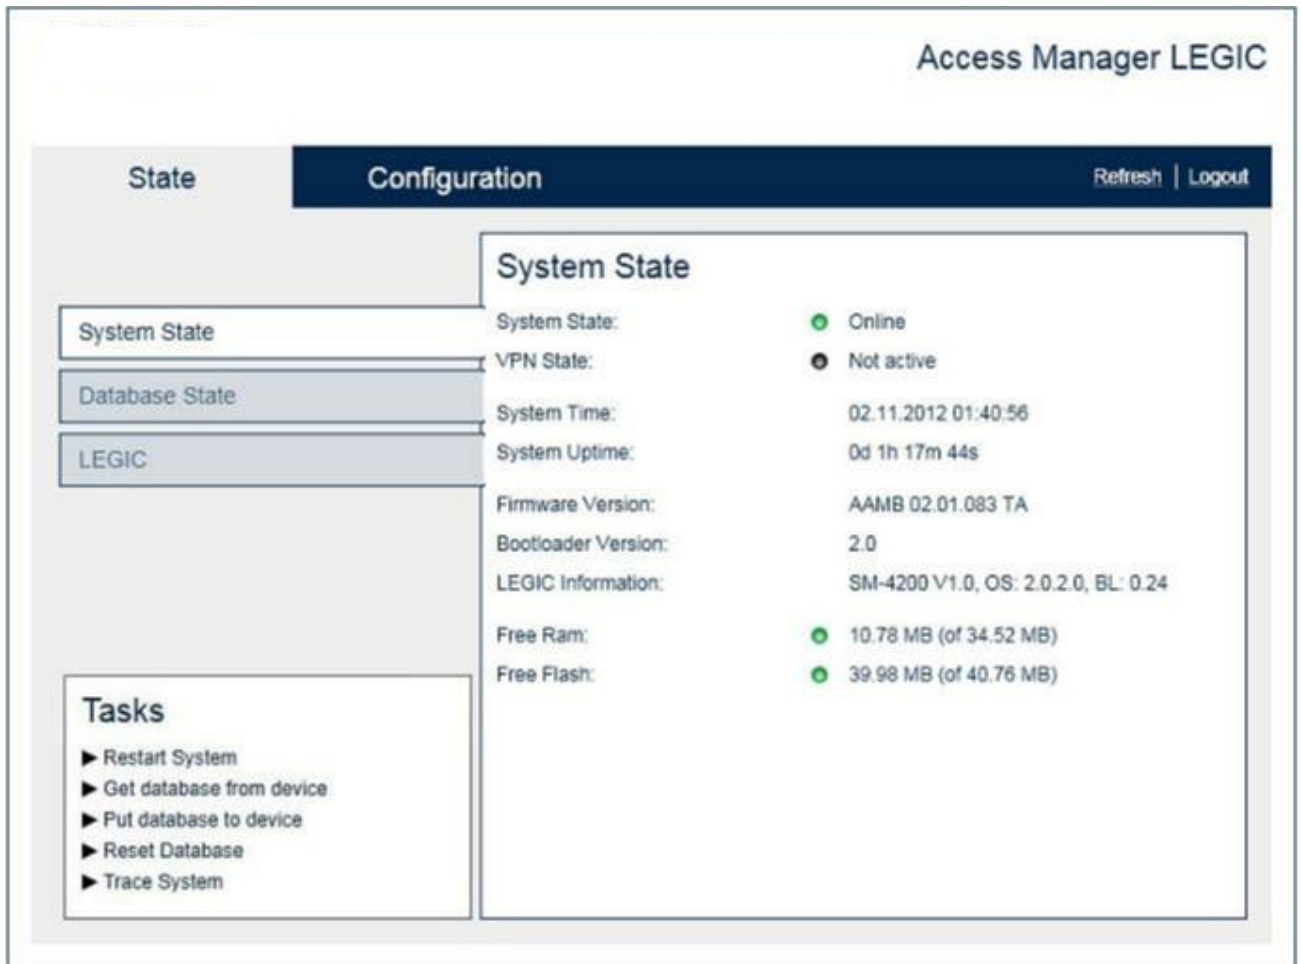 Access Manager LEGIC
State
Configuration
Refresh | Logout
System State
Database State
LEGIC
System State
System State: Online
VPN State: Not active
System Time: 02.11.2012 01:40:56
System Uptime: 0d 1h 17m 44s
Firmware Version: AAMB 02.01.083 TA
Bootloader Version: 2.0
LEGIC Information: SM-4200 V1.0, OS: 2.0.2.0, BL: 0.24
Free Ram: 10.78 MB (of 34.52 MB)
Free Flash: 39.98 MB (of 40.76 MB)
Tasks
Restart System
Get database from device
Put database to device
Reset Database
Trace System